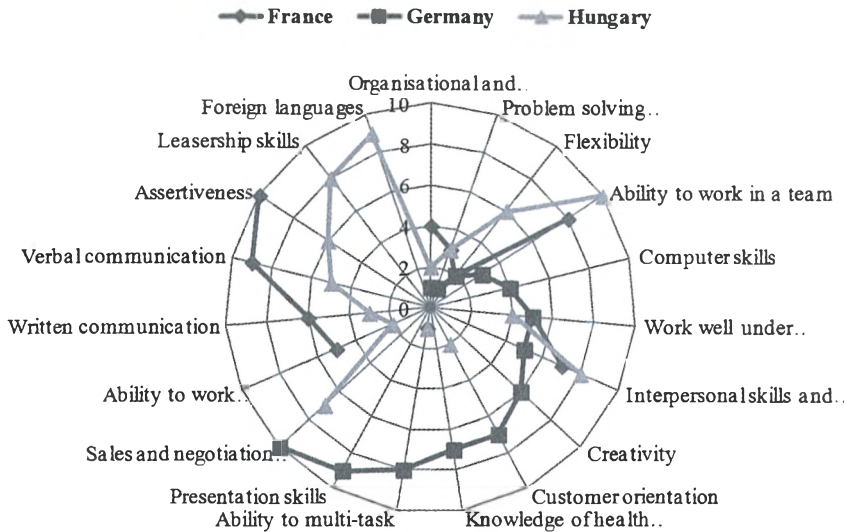 France Germany Hungary
Organisational and..
Foreign languages
10
Problem solving..
Leasership skills
8
Flexibility
Assertiveness
6
Ability to work in a team
Verbal communication
4
Computer skills
2
Written communication
0
Work well under..
Ability to work..
Interpersonal skills and..
Sales and negotiation..
Creativity
Presentation skills
Customer orientation
Ability to multi-task
Knowledge of health..